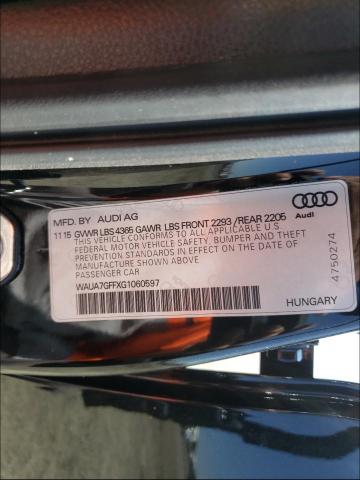 MFD. BY AUDI AG
11 15 GVWR LBS 4365 GAWR LBS FRONT 2293 /REAR 2205
THIS VEHICLE CONFORMS TO ALL APPLICABLE U.S
FEDERAL MOTOR VEHICLE SAFETY, BUMPER AND THEFT
PREVENTION STANDARDS IN EFFECT ON THE DATE OF
MANUFACTURE SHOWN ABOVE
PASSENGER CAR
WAUA7GFFXG1060597
Audi
4750274
HUNGARY